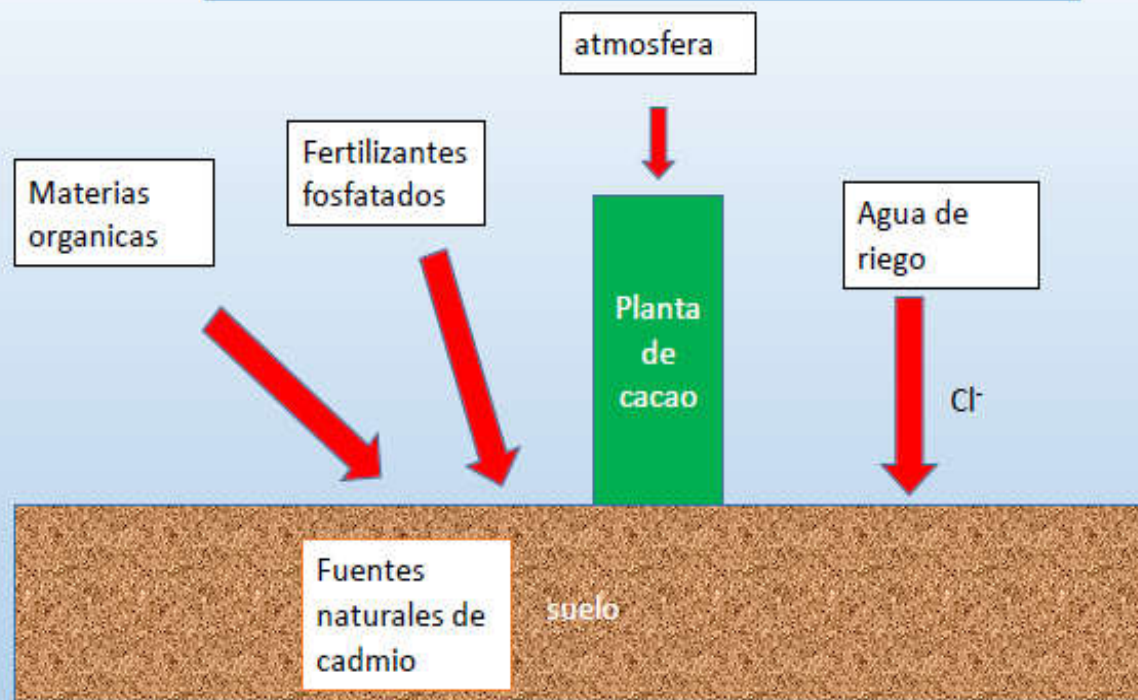 atmosfera
Fertilizantes
fosfatados
Materias
organicas
Agua de
riego
Planta
de
cacao
Cl-
Fuentes
naturales de
cadmio
suelo